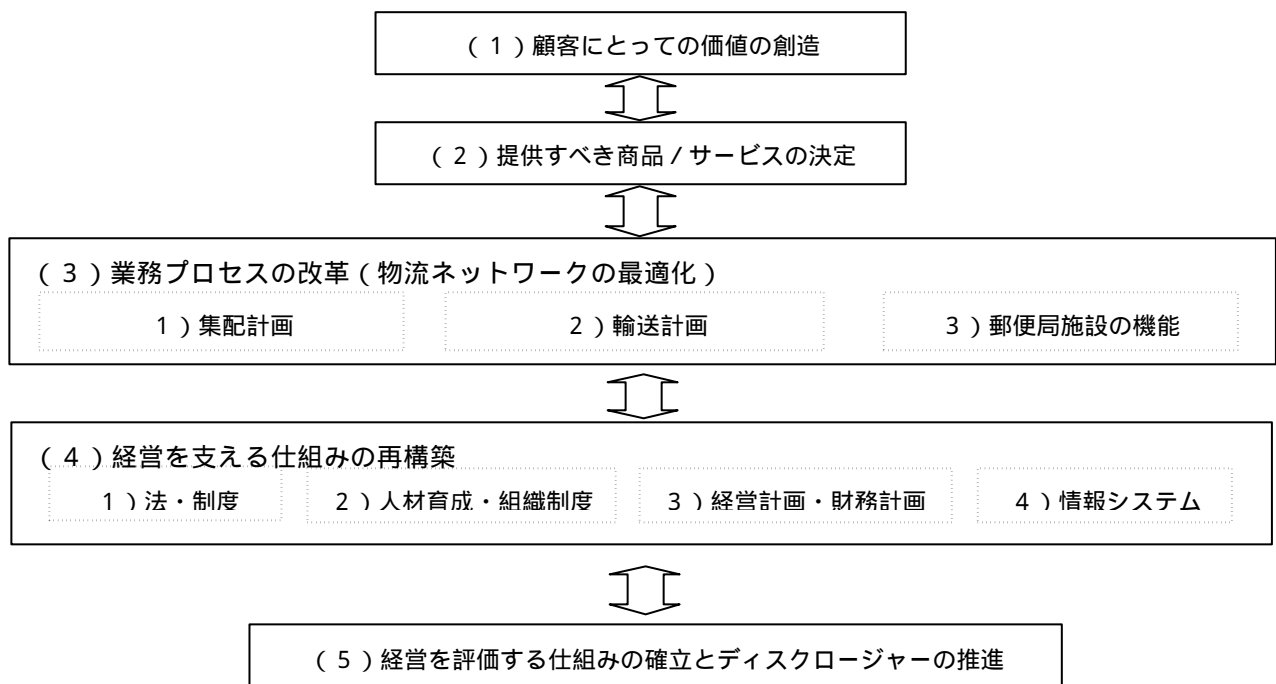 (1)顧客にとっての価値の創造
(2)提供すべき商品/サービスの決定
(3)業務プロセスの改革(物流ネットワークの最適化)
1)集配計画 2)輸送計画 3)郵便局施設の機能
(4)経営を支える仕組みの再構築
1)法・制度 2)人材育成・組織制度 3)経営計画・財務計画 4)情報システム
(5)経営を評価する仕組みの確立とディスクロージャーの推進